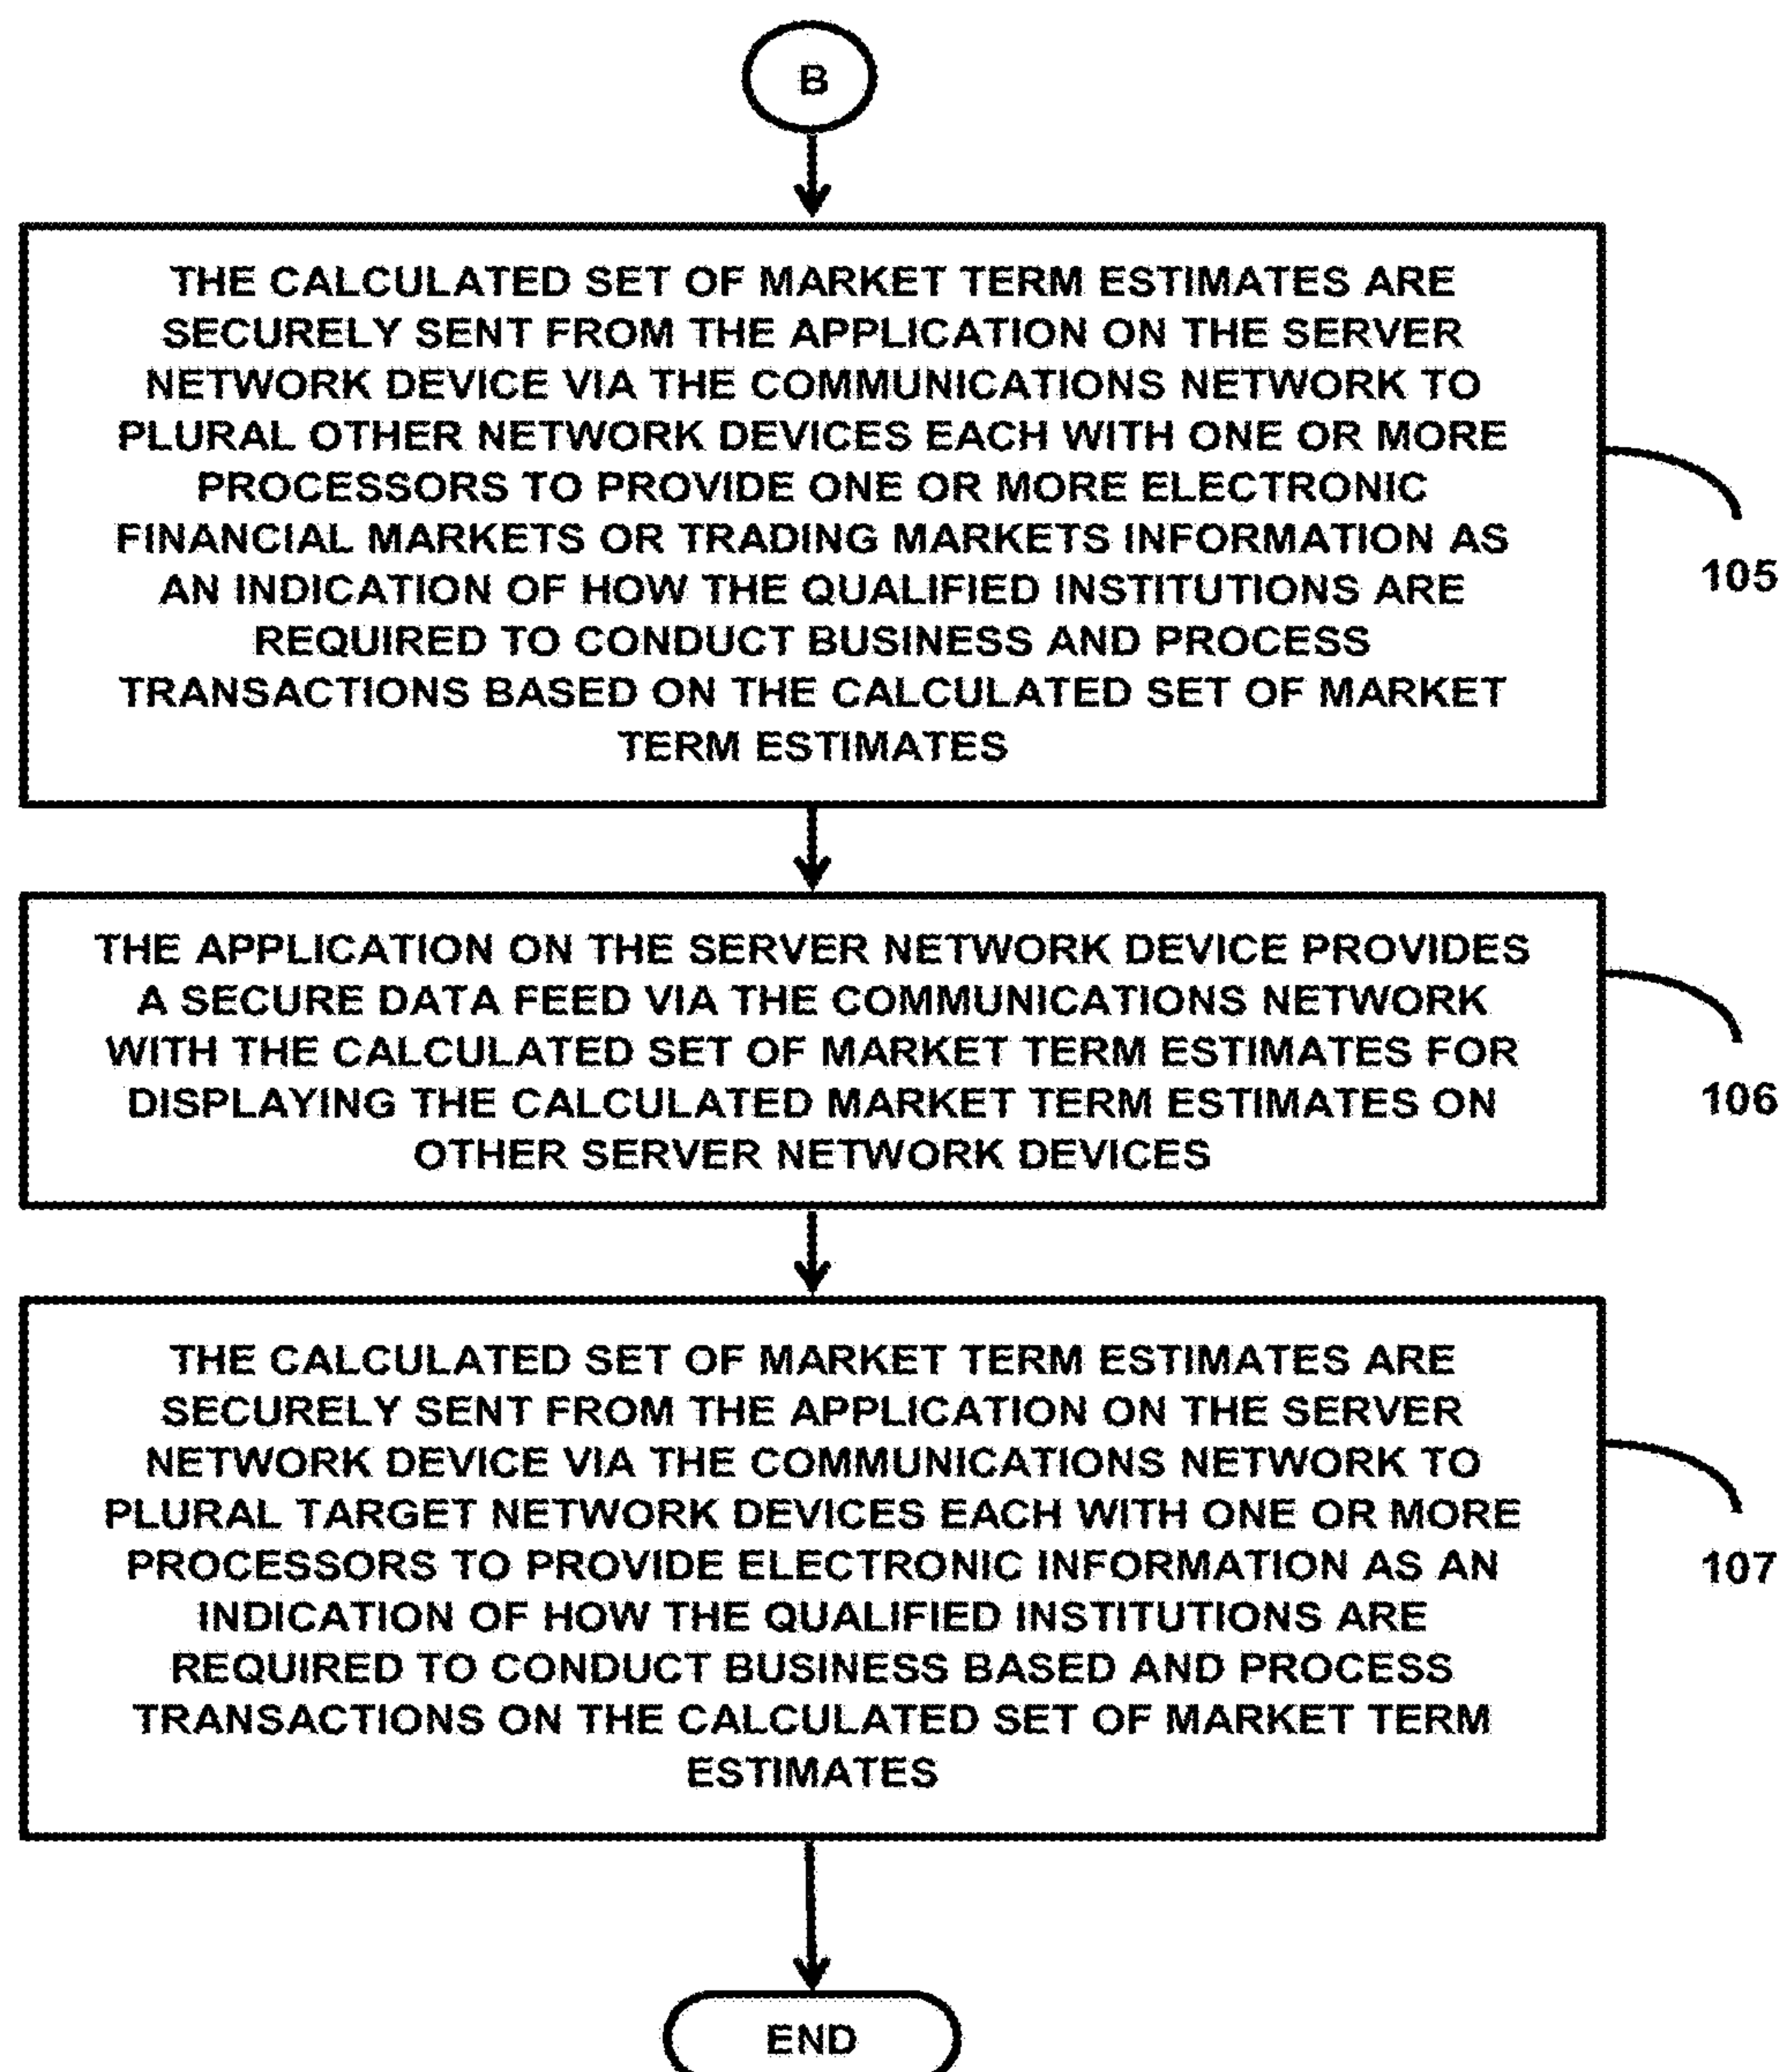 B
THE CALCULATED SET OF MARKET TERM ESTIMATES ARE
SECURELY SENT FROM THE APPLICATION ON THE SERVER
NETWORK DEVICE VIA THE COMMUNICATIONS NETWORK TO
PLURAL OTHER NETWORK DEVICES EACH WITH ONE OR MORE
PROCESSORS TO PROVIDE ONE OR MORE ELECTRONIC
FINANCIAL MARKETS OR TRADING MARKETS INFORMATION AS
AN INDICATION OF HOW THE QUALIFIED INSTITUTIONS ARE
REQUIRED TO CONDUCT BUSINESS AND PROCESS
TRANSACTIONS BASED ON THE CALCULATED SET OF MARKET
TERM ESTIMATES
105
THE APPLICATION ON THE SERVER NETWORK DEVICE PROVIDES
A SECURE DATA FEED VIA THE COMMUNICATIONS NETWORK
WITH THE CALCULATED SET OF MARKET TERM ESTIMATES FOR
DISPLAYING THE CALCULATED MARKET TERM ESTIMATES ON
OTHER SERVER NETWORK DEVICES
106
THE CALCULATED SET OF MARKET TERM ESTIMATES ARE
SECURELY SENT FROM THE APPLICATION ON THE SERVER
NETWORK DEVICE VIA THE COMMUNICATIONS NETWORK TO
PLURAL TARGET NETWORK DEVICES EACH WITH ONE OR MORE
PROCESSORS TO PROVIDE ELECTRONIC INFORMATION AS AN
INDICATION OF HOW THE QUALIFIED INSTITUTIONS ARE
REQUIRED TO CONDUCT BUSINESS BASED AND PROCESS
TRANSACTIONS ON THE CALCULATED SET OF MARKET TERM
ESTIMATES
107
END